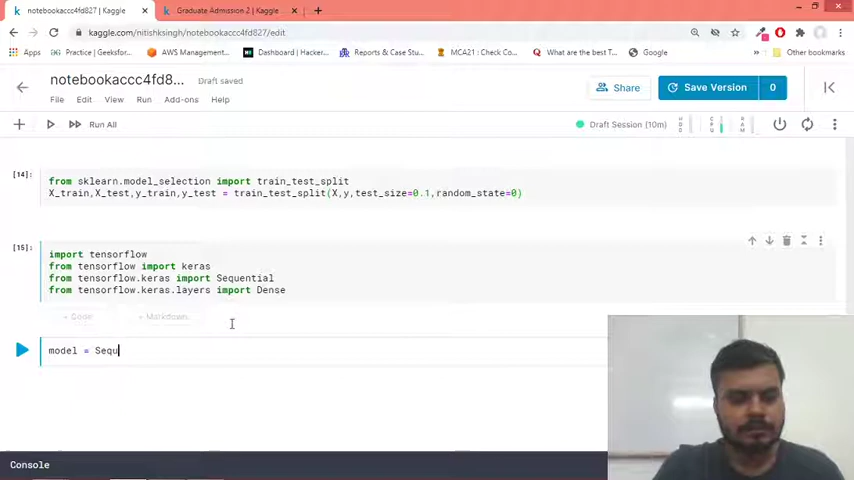 notebookaccc4fd827 | Kaggle
Graduate Admission 2 | Kaggle
kaggle.com/nitishksingh/notebookaccc4fd827/edit
Apps
Practice | Geeksfor...
AWS Management...
Dashboard | Hacker...
Reports & Case Stu...
MCA21 : Check Co...
What are the best T...
Google
Other bookmarks
notebookaccc4fd8...
Draft saved
File Edit View Run Add-ons Help
Share
Save Version
0
Run All
Draft Session (10m)
HDD
CPU
RAM
[14]:
from sklearn.model_selection import train_test_split
X_train,X_test,y_train,y_test = train_test_split(X,y,test_size=0.1,random_state=0)
[15]:
import tensorflow
from tensorflow import keras
from tensorflow.keras import Sequential
from tensorflow.keras.layers import Dense
+ Code
+ Markdown
model = Sequ
Console